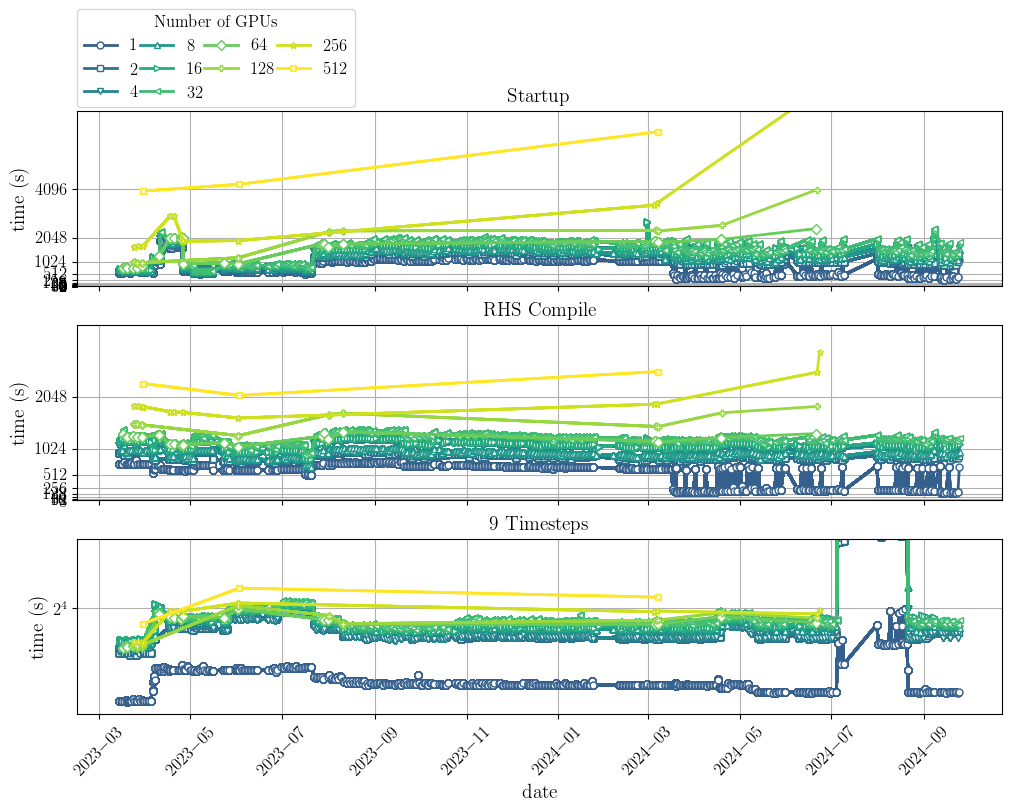 Number of GPUs
1 8 64 256
2 16 128 512
4 32
Startup
time (s)
4096
2048
1024
512
RHS Compile
time (s)
2048
1024
512
256
128
9 Timesteps
time (s)
2⁴
2023−03 2023−05 2023−07 2023−09 2023−11 2024−01 2024−03 2024−05 2024−07 2024−09
date